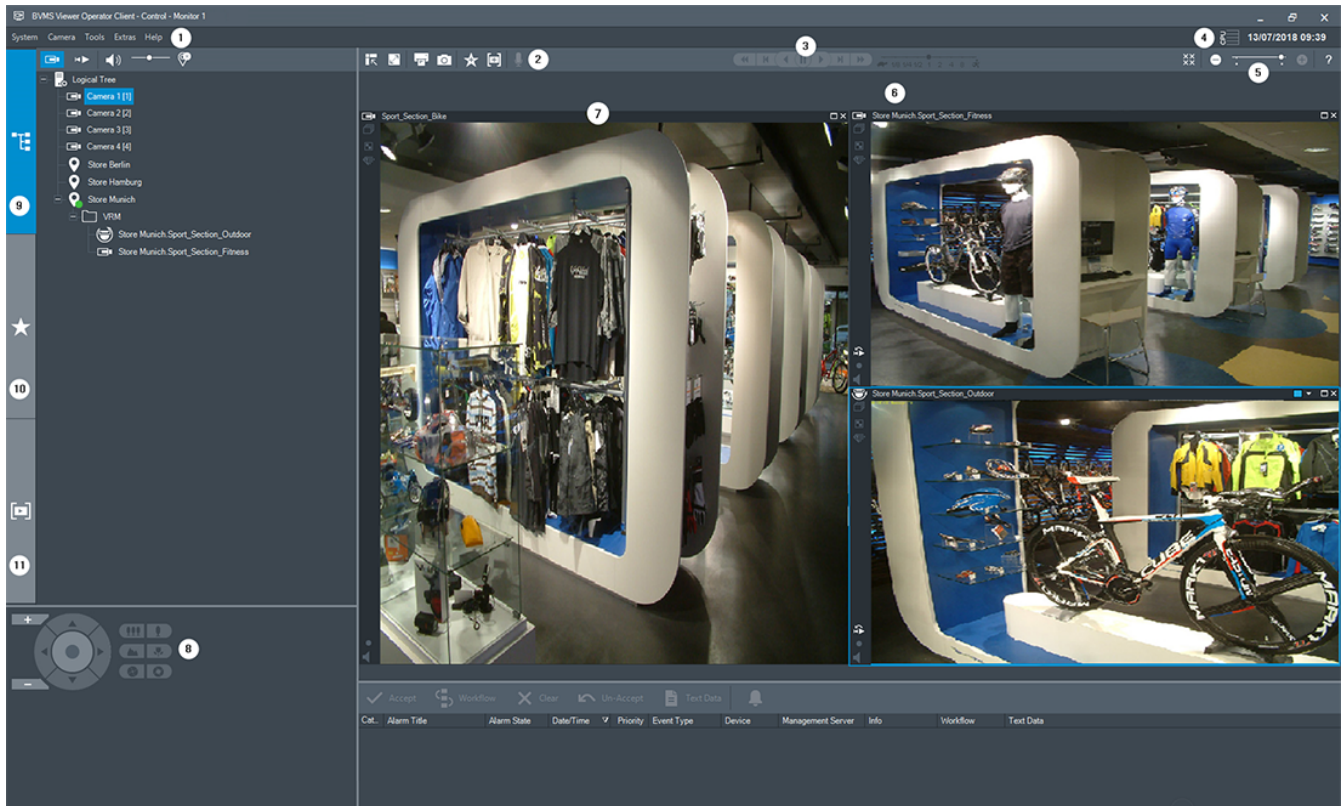 BVMS Viewer Operator Client - Control - Monitor 1
System Camera Tools Extras Help 1
4 13/07/2018 09:39
2
3
5
?
6
Logical Tree
Camera 1 [1]
Camera 2 [2]
Camera 3 [3]
Camera 4 [4]
Store Berlin
Store Hamburg
Store Munich
VRM
Store Munich.Sport_Section_Outdoor
Store Munich.Sport_Section_Fitness
9
10
11
8
Sport_Section_Bike 7
Store Munich.Sport_Section_Fitness
Store Munich.Sport_Section_Outdoor
CUBE
Accept Workflow Clear Un-Accept Text Data
Cat.. Alarm Title Alarm State Date/Time Priority Event Type Device Management Server Info Workflow Text Data